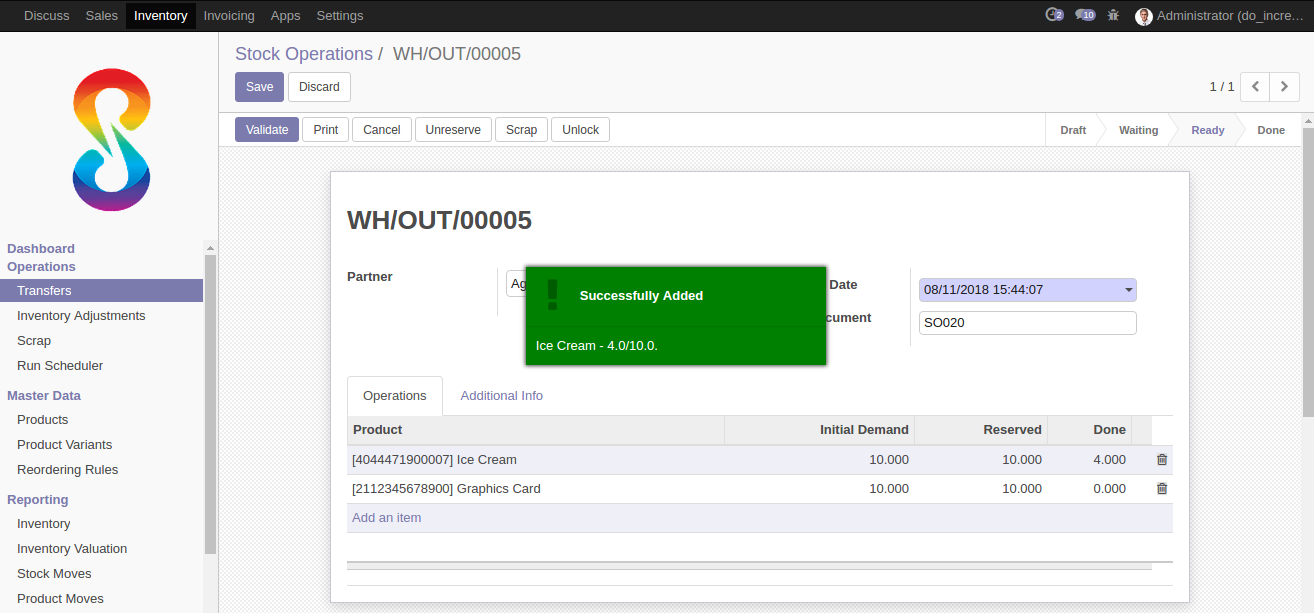 Discuss Sales Inventory Invoicing Apps Settings 2 10 Administrator (do_incre...
Stock Operations / WH/OUT/00005
Save Discard 1 / 1
Validate Print Cancel Unreserve Scrap Unlock Draft Waiting Ready Done
WH/OUT/00005
Partner Ag Date 08/11/2018 15:44:07
cument SO020
Successfully Added
Ice Cream - 4.0/10.0.
Operations Additional Info
Product Initial Demand Reserved Done
[4044471900007] Ice Cream 10.000 10.000 4.000
[2112345678900] Graphics Card 10.000 10.000 0.000
Add an item
Dashboard
Operations
Transfers
Inventory Adjustments
Scrap
Run Scheduler
Master Data
Products
Product Variants
Reordering Rules
Reporting
Inventory
Inventory Valuation
Stock Moves
Product Moves